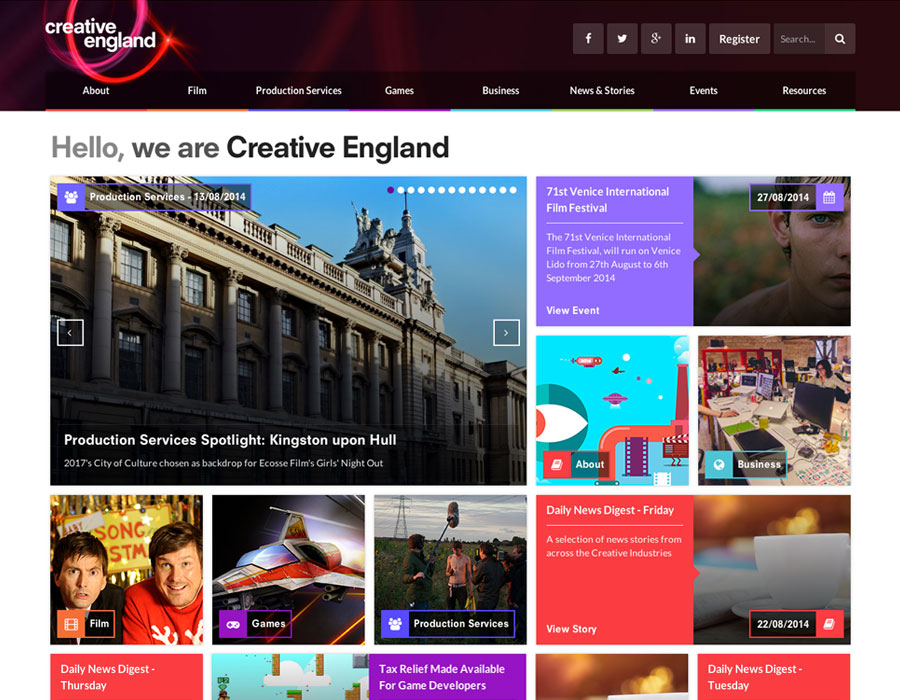 creative
england
Register
Search...
About
Film
Production Services
Games
Business
News & Stories
Events
Resources
Hello, we are Creative England
Production Services - 13/08/2014
Production Services Spotlight: Kingston upon Hull
2017's City of Culture chosen as backdrop for Ecosse Film's Girls' Night Out
71st Venice International
Film Festival
The 71st Venice International
Film Festival, will run on Venice
Lido from 27th August to 6th
September 2014
View Event
27/08/2014
About
Business
SONG
Film
Games
Production Services
Daily News Digest - Friday
A selection of news stories from
across the Creative Industries
View Story
22/08/2014
Daily News Digest -
Thursday
Tax Relief Made Available
For Game Developers
Daily News Digest -
Tuesday